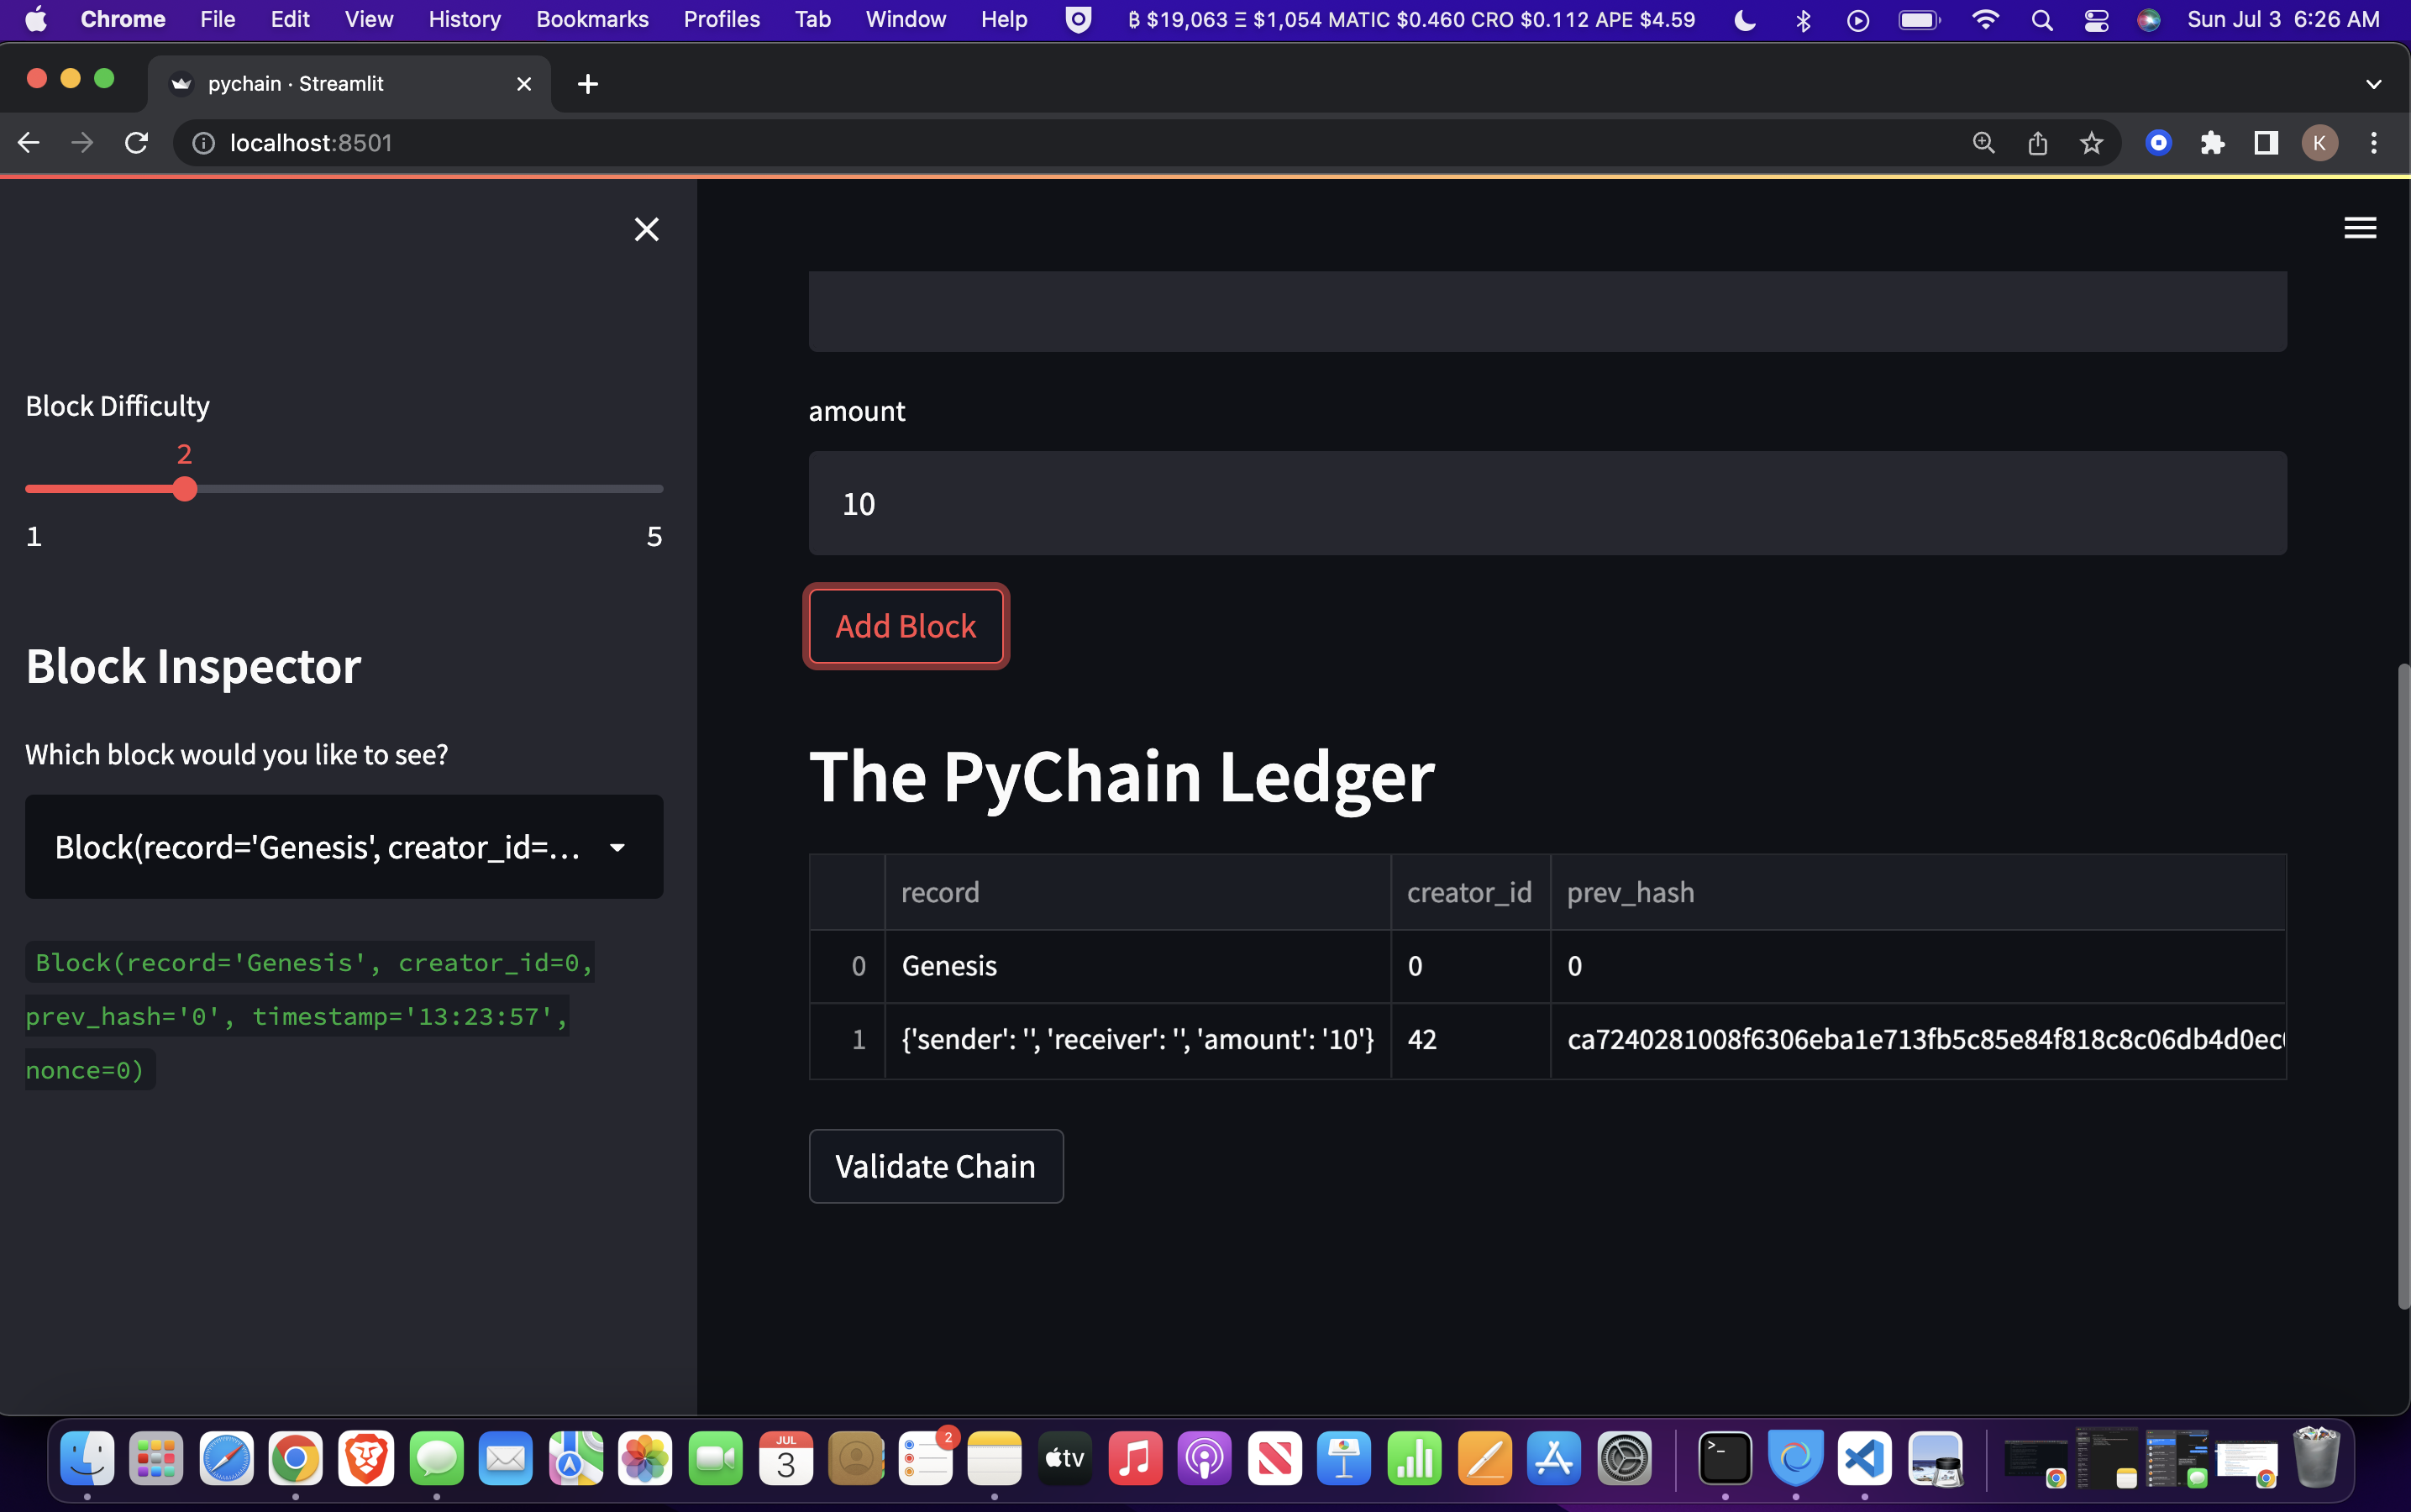 Chrome File Edit View History Bookmarks Profiles Tab Window Help ₿ $19,063 Ξ $1,054 MATIC $0.460 CRO $0.112 APE $4.59 Sun Jul 3 6:26 AM
pychain · Streamlit
localhost:8501
K
Block Difficulty
2
1 5
Block Inspector
Which block would you like to see?
Block(record='Genesis', creator_id=...
Block(record='Genesis', creator_id=0,
prev_hash='0', timestamp='13:23:57',
nonce=0)
amount
10
Add Block
The PyChain Ledger
record creator_id prev_hash
0 Genesis 0 0
1 {'sender': '', 'receiver': '', 'amount': '10'} 42 ca7240281008f6306eba1e713fb5c85e84f818c8c06db4d0ec
Validate Chain
JUL
3
2
tv